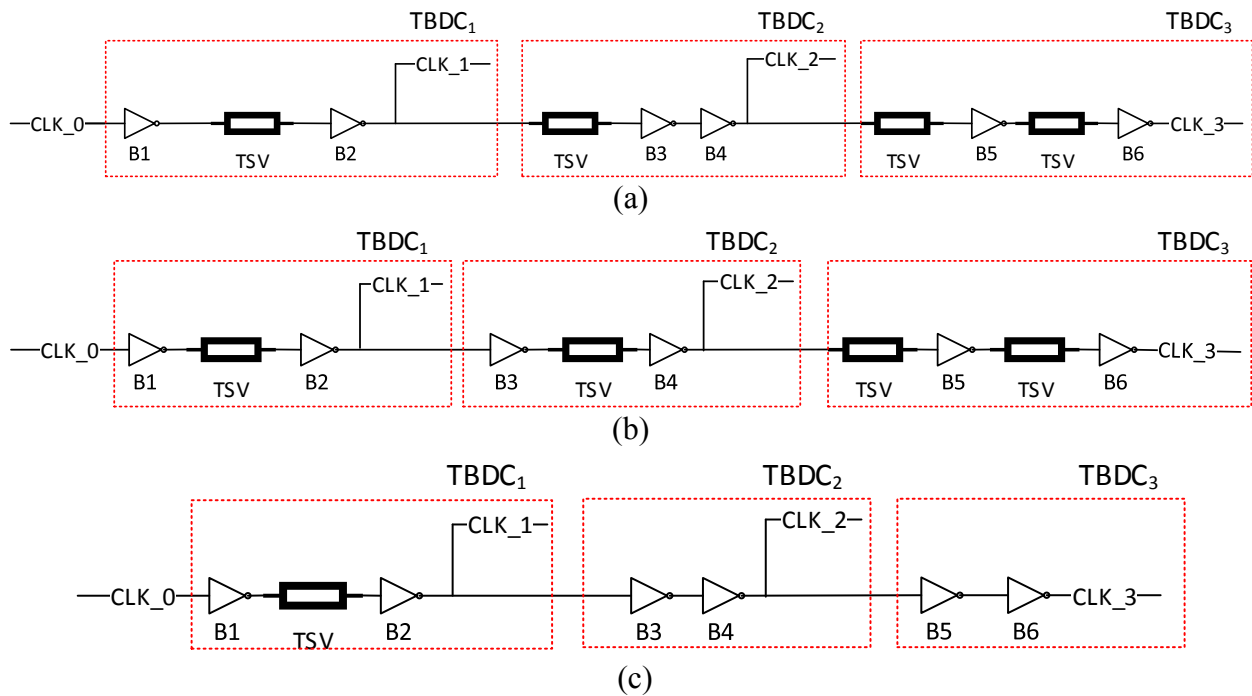 TBDC1 TBDC2 TBDC3
CLK_1 CLK_2
CLK_0 CLK_3
B1 TSV B2 TSV B3 B4 TSV B5 TSV B6
(a)
TBDC1 TBDC2 TBDC3
CLK_1 CLK_2
CLK_0 CLK_3
B1 TSV B2 B3 TSV B4 TSV B5 TSV B6
(b)
TBDC1 TBDC2 TBDC3
CLK_1 CLK_2
CLK_0 CLK_3
B1 TSV B2 B3 B4 B5 B6
(c)